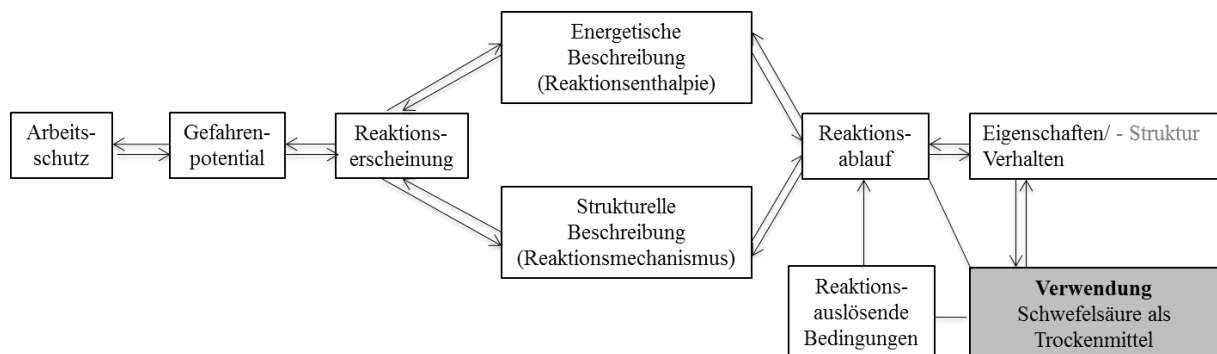 Energetische
Beschreibung
(Reaktionsenthalpie)
Arbeits-
schutz
Gefahren-
potential
Reaktions-
erscheinung
Reaktions-
ablauf
Eigenschaften/ - Struktur
Verhalten
Strukturelle
Beschreibung
(Reaktionsmechanismus)
Reaktions-
auslösende
Bedingungen
Verwendung
Schwefelsäure als
Trockenmittel